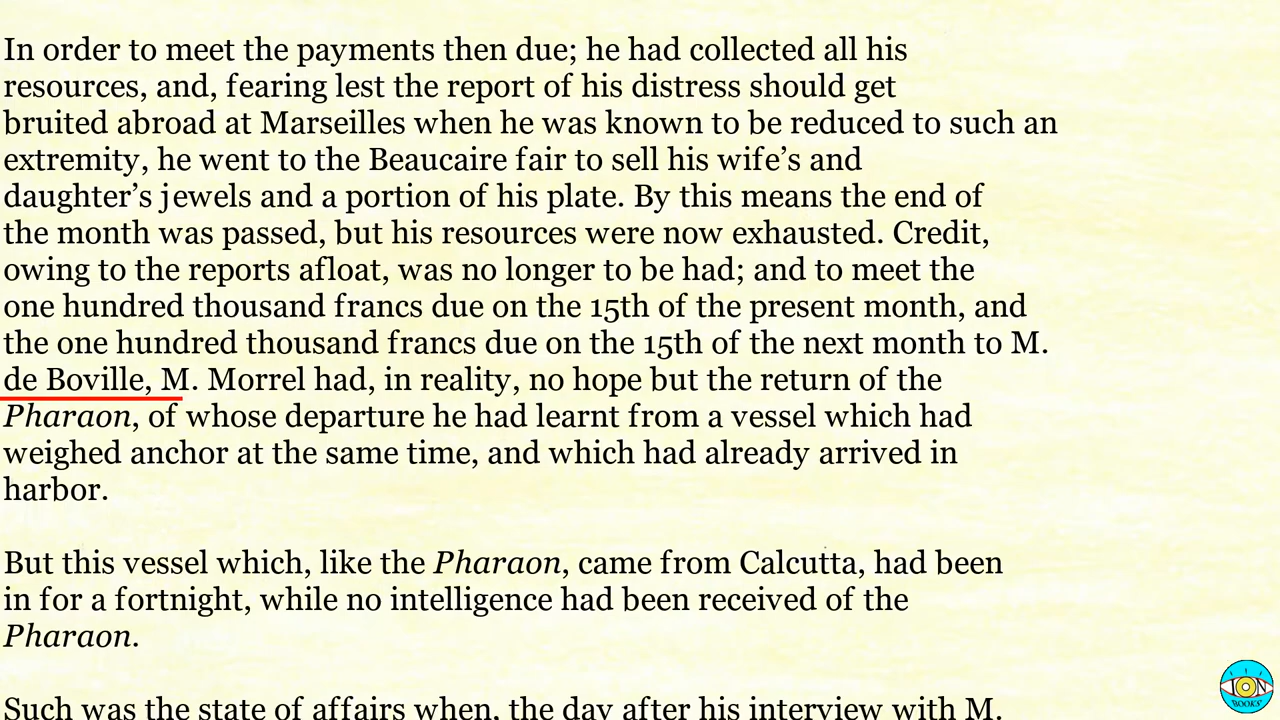 In order to meet the payments then due; he had collected all his
resources, and, fearing lest the report of his distress should get
bruited abroad at Marseilles when he was known to be reduced to such an
extremity, he went to the Beaucaire fair to sell his wife’s and
daughter’s jewels and a portion of his plate. By this means the end of
the month was passed, but his resources were now exhausted. Credit,
owing to the reports afloat, was no longer to be had; and to meet the
one hundred thousand francs due on the 15th of the present month, and
the one hundred thousand francs due on the 15th of the next month to M.
de Boville, M. Morrel had, in reality, no hope but the return of the
Pharaon, of whose departure he had learnt from a vessel which had
weighed anchor at the same time, and which had already arrived in
harbor.
But this vessel which, like the Pharaon, came from Calcutta, had been
in for a fortnight, while no intelligence had been received of the
Pharaon.
Such was the state of affairs when, the day after his interview with M.
ION
BOOKS